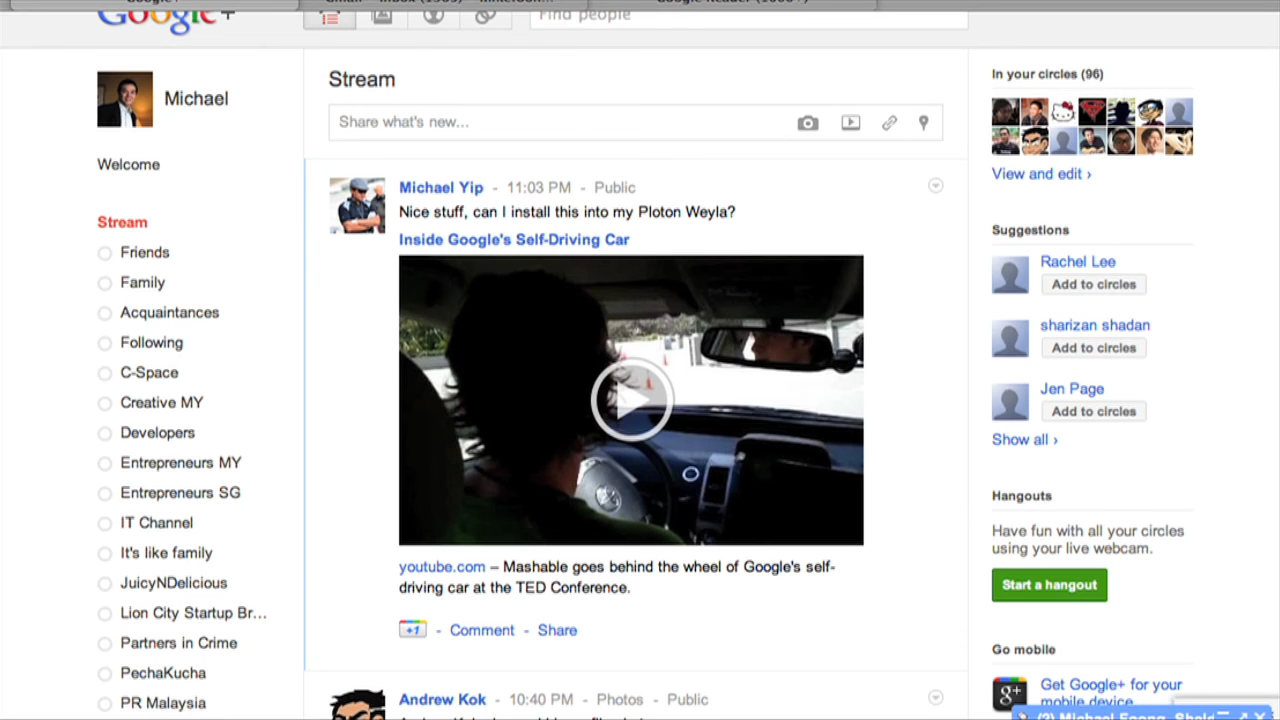 Google+
Find people
Michael
Welcome
Stream
Friends
Family
Acquaintances
Following
C-Space
Creative MY
Developers
Entrepreneurs MY
Entrepreneurs SG
IT Channel
It's like family
JuicyNDelicious
Lion City Startup Br...
Partners in Crime
PechaKucha
PR Malaysia
Stream
Share what's new...
Michael Yip - 11:03 PM - Public
Nice stuff, can I install this into my Ploton Weyla?
Inside Google's Self-Driving Car
youtube.com – Mashable goes behind the wheel of Google's self-
driving car at the TED Conference.
+1 - Comment - Share
Andrew Kok - 10:40 PM - Photos - Public
In your circles (96)
View and edit ›
Suggestions
Rachel Lee
Add to circles
sharizan shadan
Add to circles
Jen Page
Add to circles
Show all ›
Hangouts
Have fun with all your circles
using your live webcam.
Start a hangout
Go mobile
g+
Get Google+ for your
mobile device